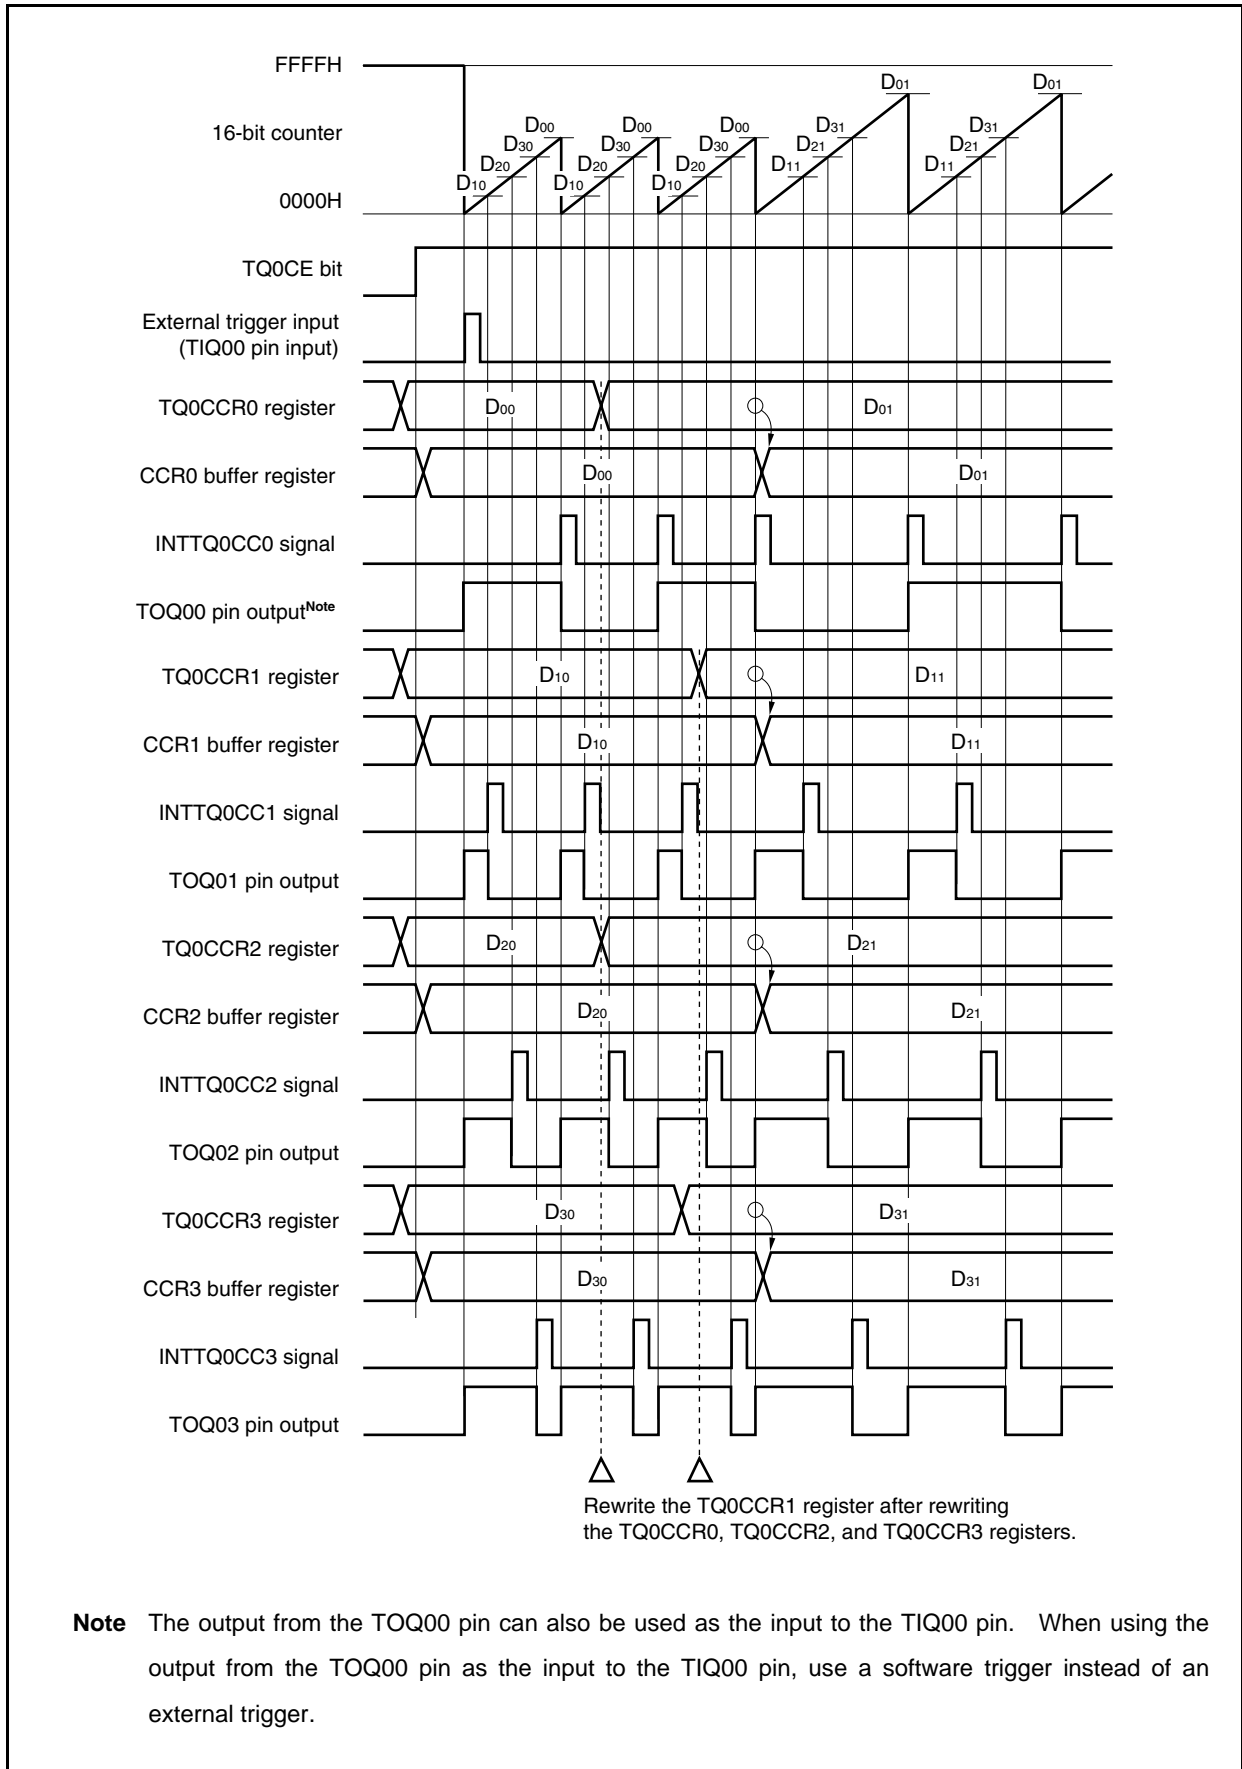 FFFFH
D01 D01
16-bit counter
D00 D00 D00 D31 D31
D30 D30 D30 D21 D21
D20 D20 D20 D11 D11
D10 D10 D10
0000H
TQ0CE bit
External trigger input
(TIQ00 pin input)
TQ0CCR0 register D00 D01
CCR0 buffer register D00 D01
INTTQ0CC0 signal
TOQ00 pin outputNote
TQ0CCR1 register D10 D11
CCR1 buffer register D10 D11
INTTQ0CC1 signal
TOQ01 pin output
TQ0CCR2 register D20 D21
CCR2 buffer register D20 D21
INTTQ0CC2 signal
TOQ02 pin output
TQ0CCR3 register D30 D31
CCR3 buffer register D30 D31
INTTQ0CC3 signal
TOQ03 pin output
Rewrite the TQ0CCR1 register after rewriting
the TQ0CCR0, TQ0CCR2, and TQ0CCR3 registers.
Note The output from the TOQ00 pin can also be used as the input to the TIQ00 pin. When using the
output from the TOQ00 pin as the input to the TIQ00 pin, use a software trigger instead of an
external trigger.